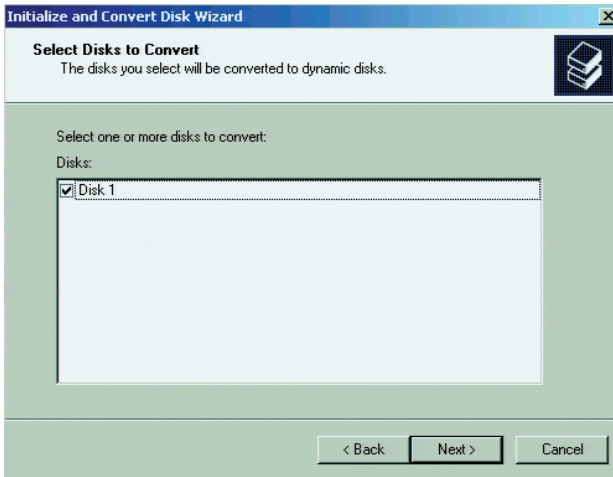 Initialize and Convert Disk Wizard
Select Disks to Convert
The disks you select will be converted to dynamic disks.
Select one or more disks to convert:
Disks:
Disk 1
< Back
Next >
Cancel